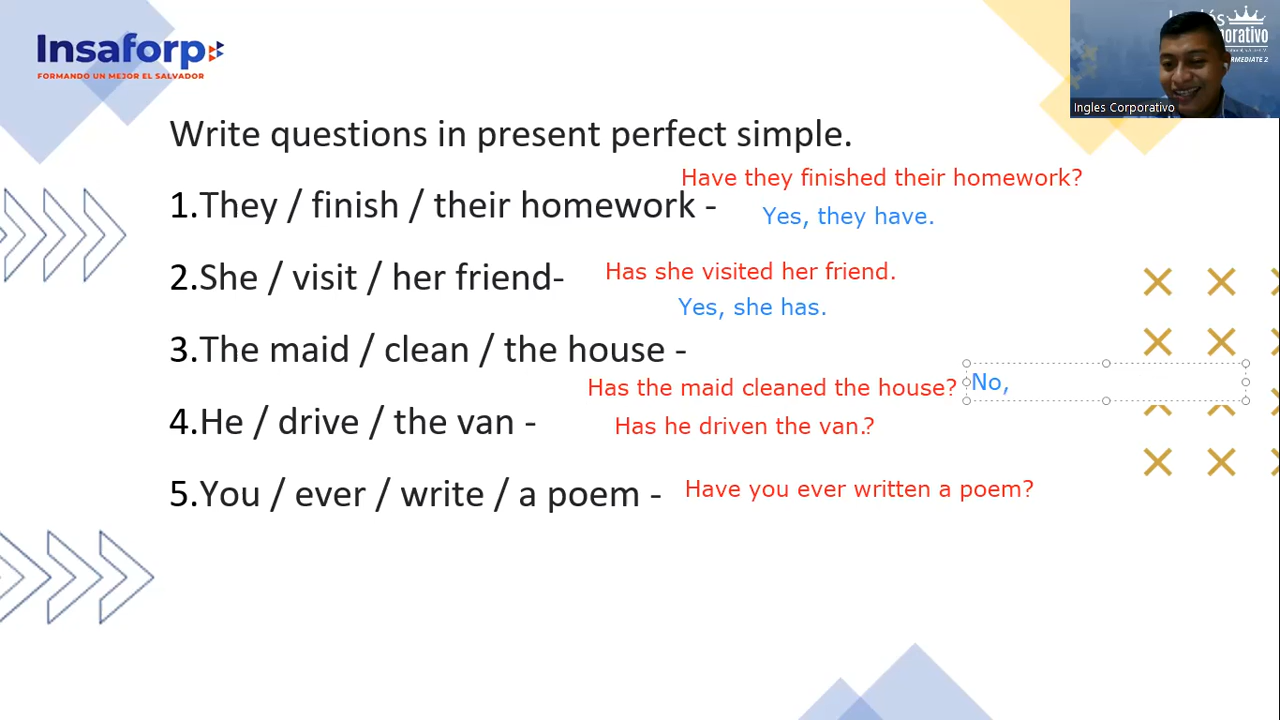 Insaforp
FORMANDO UN MEJOR EL SALVADOR
Ingles Corporativo
Write questions in present perfect simple.
Have they finished their homework?
1.They / finish / their homework -
Yes, they have.
2.She / visit / her friend-
Has she visited her friend.
Yes, she has.
3.The maid / clean / the house -
Has the maid cleaned the house?
No,
4.He / drive / the van -
Has he driven the van.?
5.You / ever / write / a poem -
Have you ever written a poem?